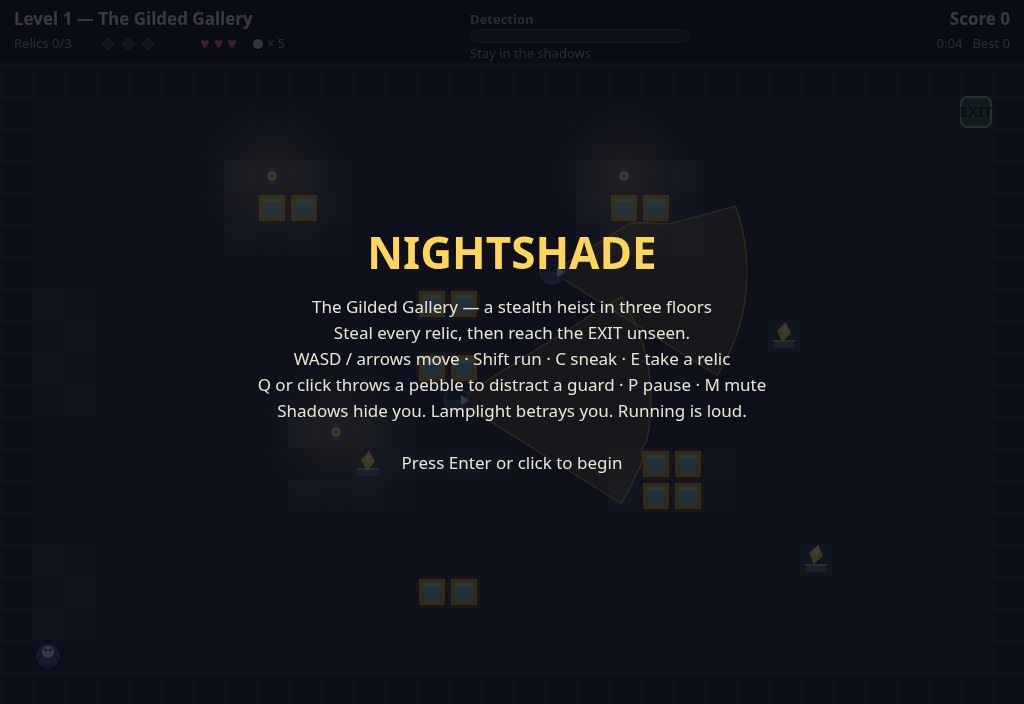 Level 1 — The Gilded Gallery
Relics 0/3
× 5
Detection
Stay in the shadows
Score 0
0:04 Best 0
EXIT
NIGHTSHADE
The Gilded Gallery — a stealth heist in three floors
Steal every relic, then reach the EXIT unseen.
WASD / arrows move · Shift run · C sneak · E take a relic
Q or click throws a pebble to distract a guard · P pause · M mute
Shadows hide you. Lamplight betrays you. Running is loud.
Press Enter or click to begin